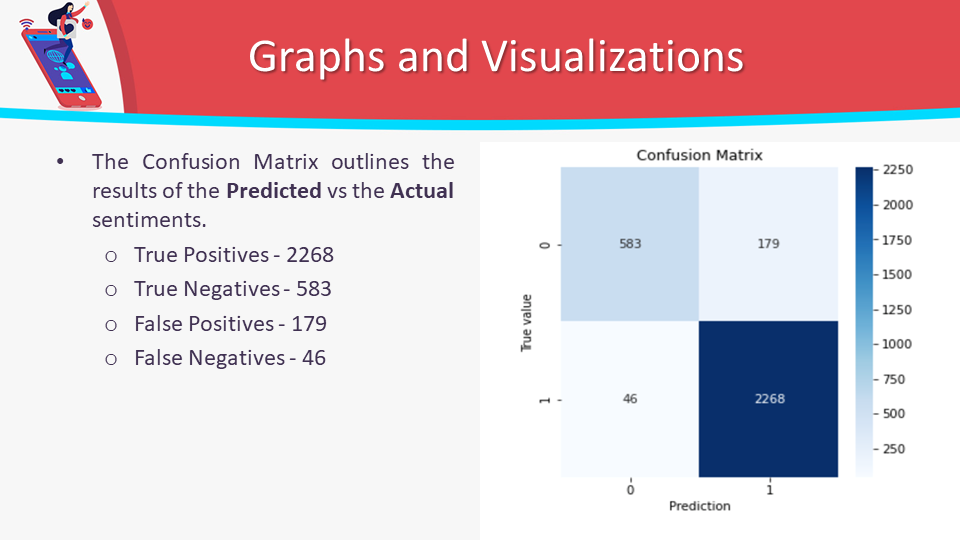 Graphs and Visualizations
• The Confusion Matrix outlines the
results of the Predicted vs the Actual
sentiments.
o True Positives - 2268
o True Negatives - 583
o False Positives - 179
o False Negatives - 46
Confusion Matrix
0
583
179
True value
1
46
2268
0
1
Prediction
2250
2000
1750
1500
1250
1000
750
500
250